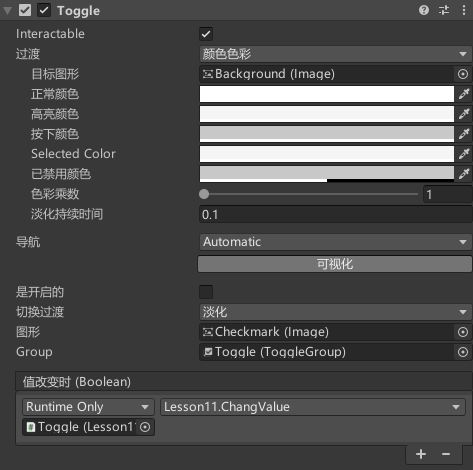 Toggle
Interactable
过渡 颜色色彩
目标图形 Background (Image)
正常颜色
高亮颜色
按下颜色
Selected Color
已禁用颜色
色彩乘数 1
淡化持续时间 0.1
导航 Automatic
可视化
是开启的
切换过渡 淡化
图形 Checkmark (Image)
Group Toggle (ToggleGroup)
值改变时 (Boolean)
Runtime Only Lesson11.ChangValue
Toggle (Lesson11